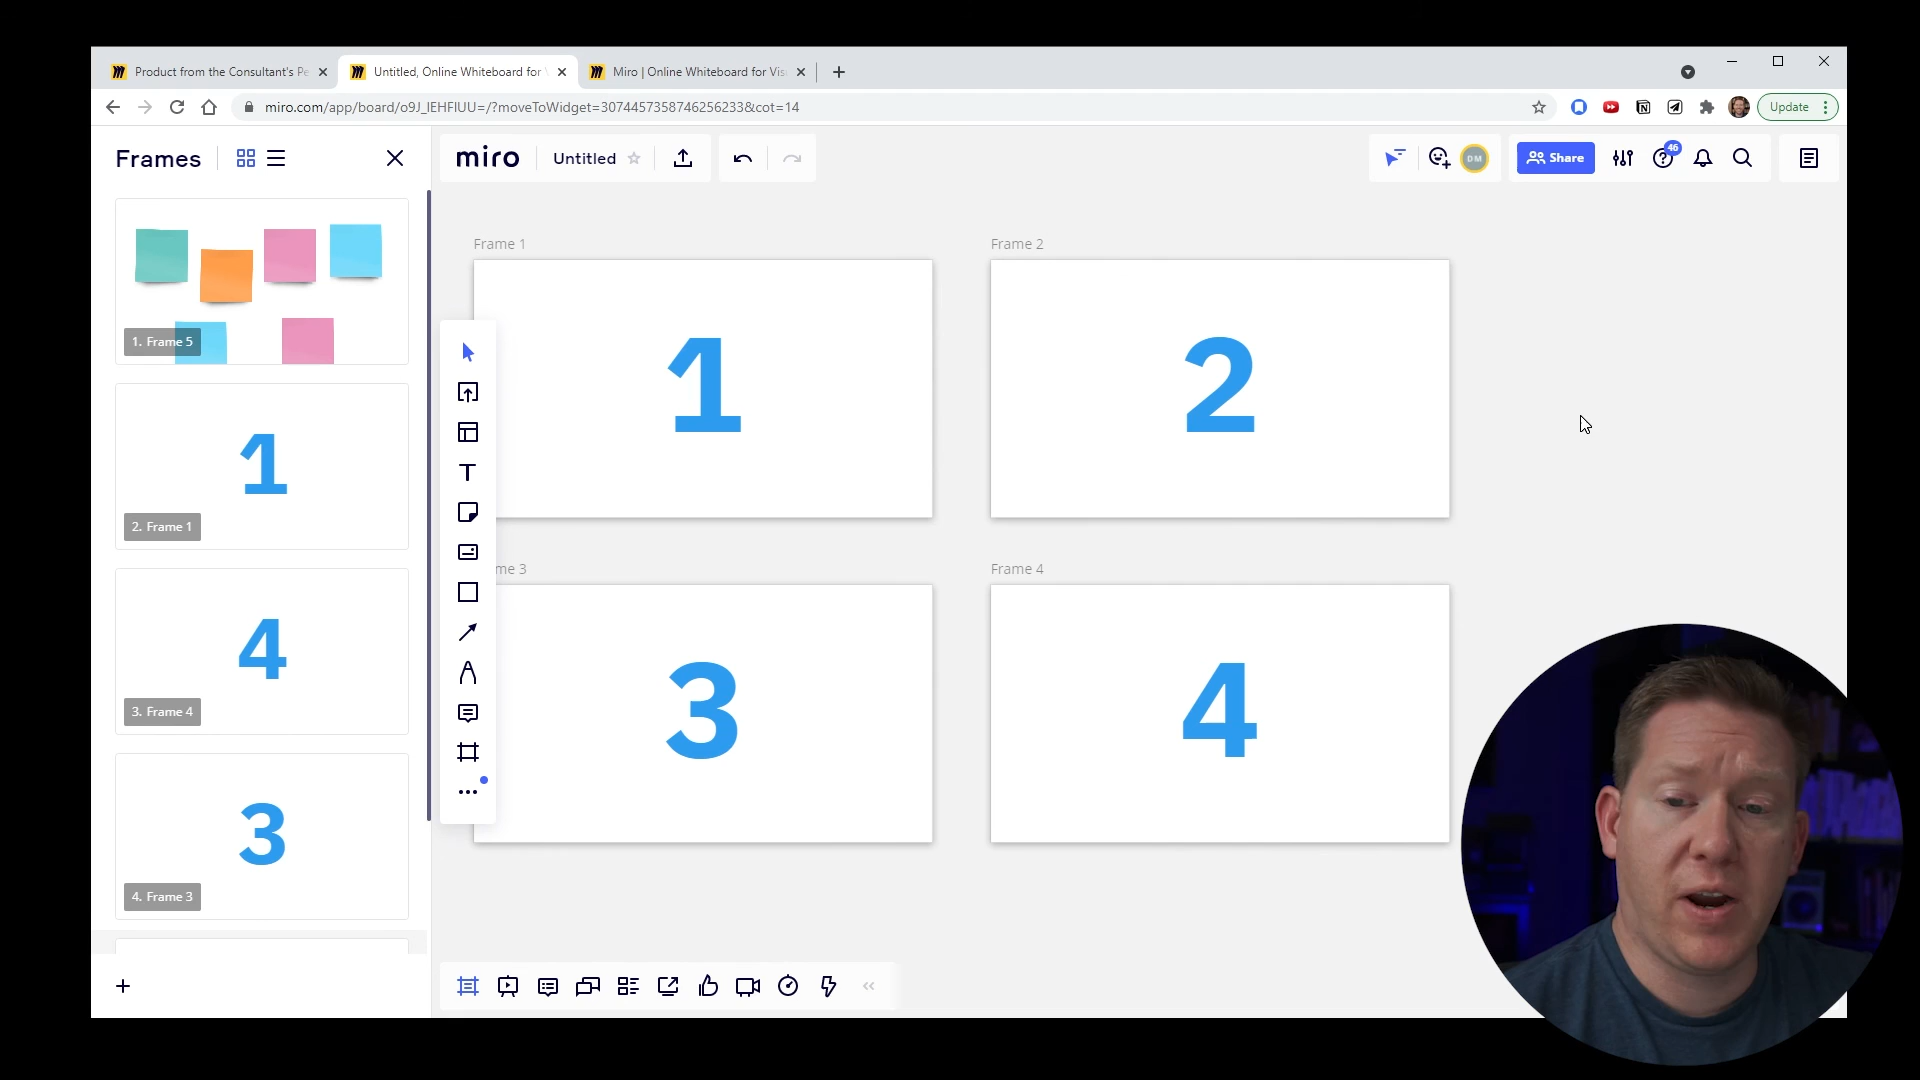 Product from the Consultant's Pe
Untitled, Online Whiteboard for
Miro | Online Whiteboard for Vis
miro.com/app/board/o9J_lEHFIUU=/?moveToWidget=3074457358746256233&cot=14
Update
Frames
miro
Untitled
DM
Share
46
1. Frame 5
1
2. Frame 1
4
3. Frame 4
3
4. Frame 3
Frame 1
1
Frame 2
2
me 3
3
Frame 4
4